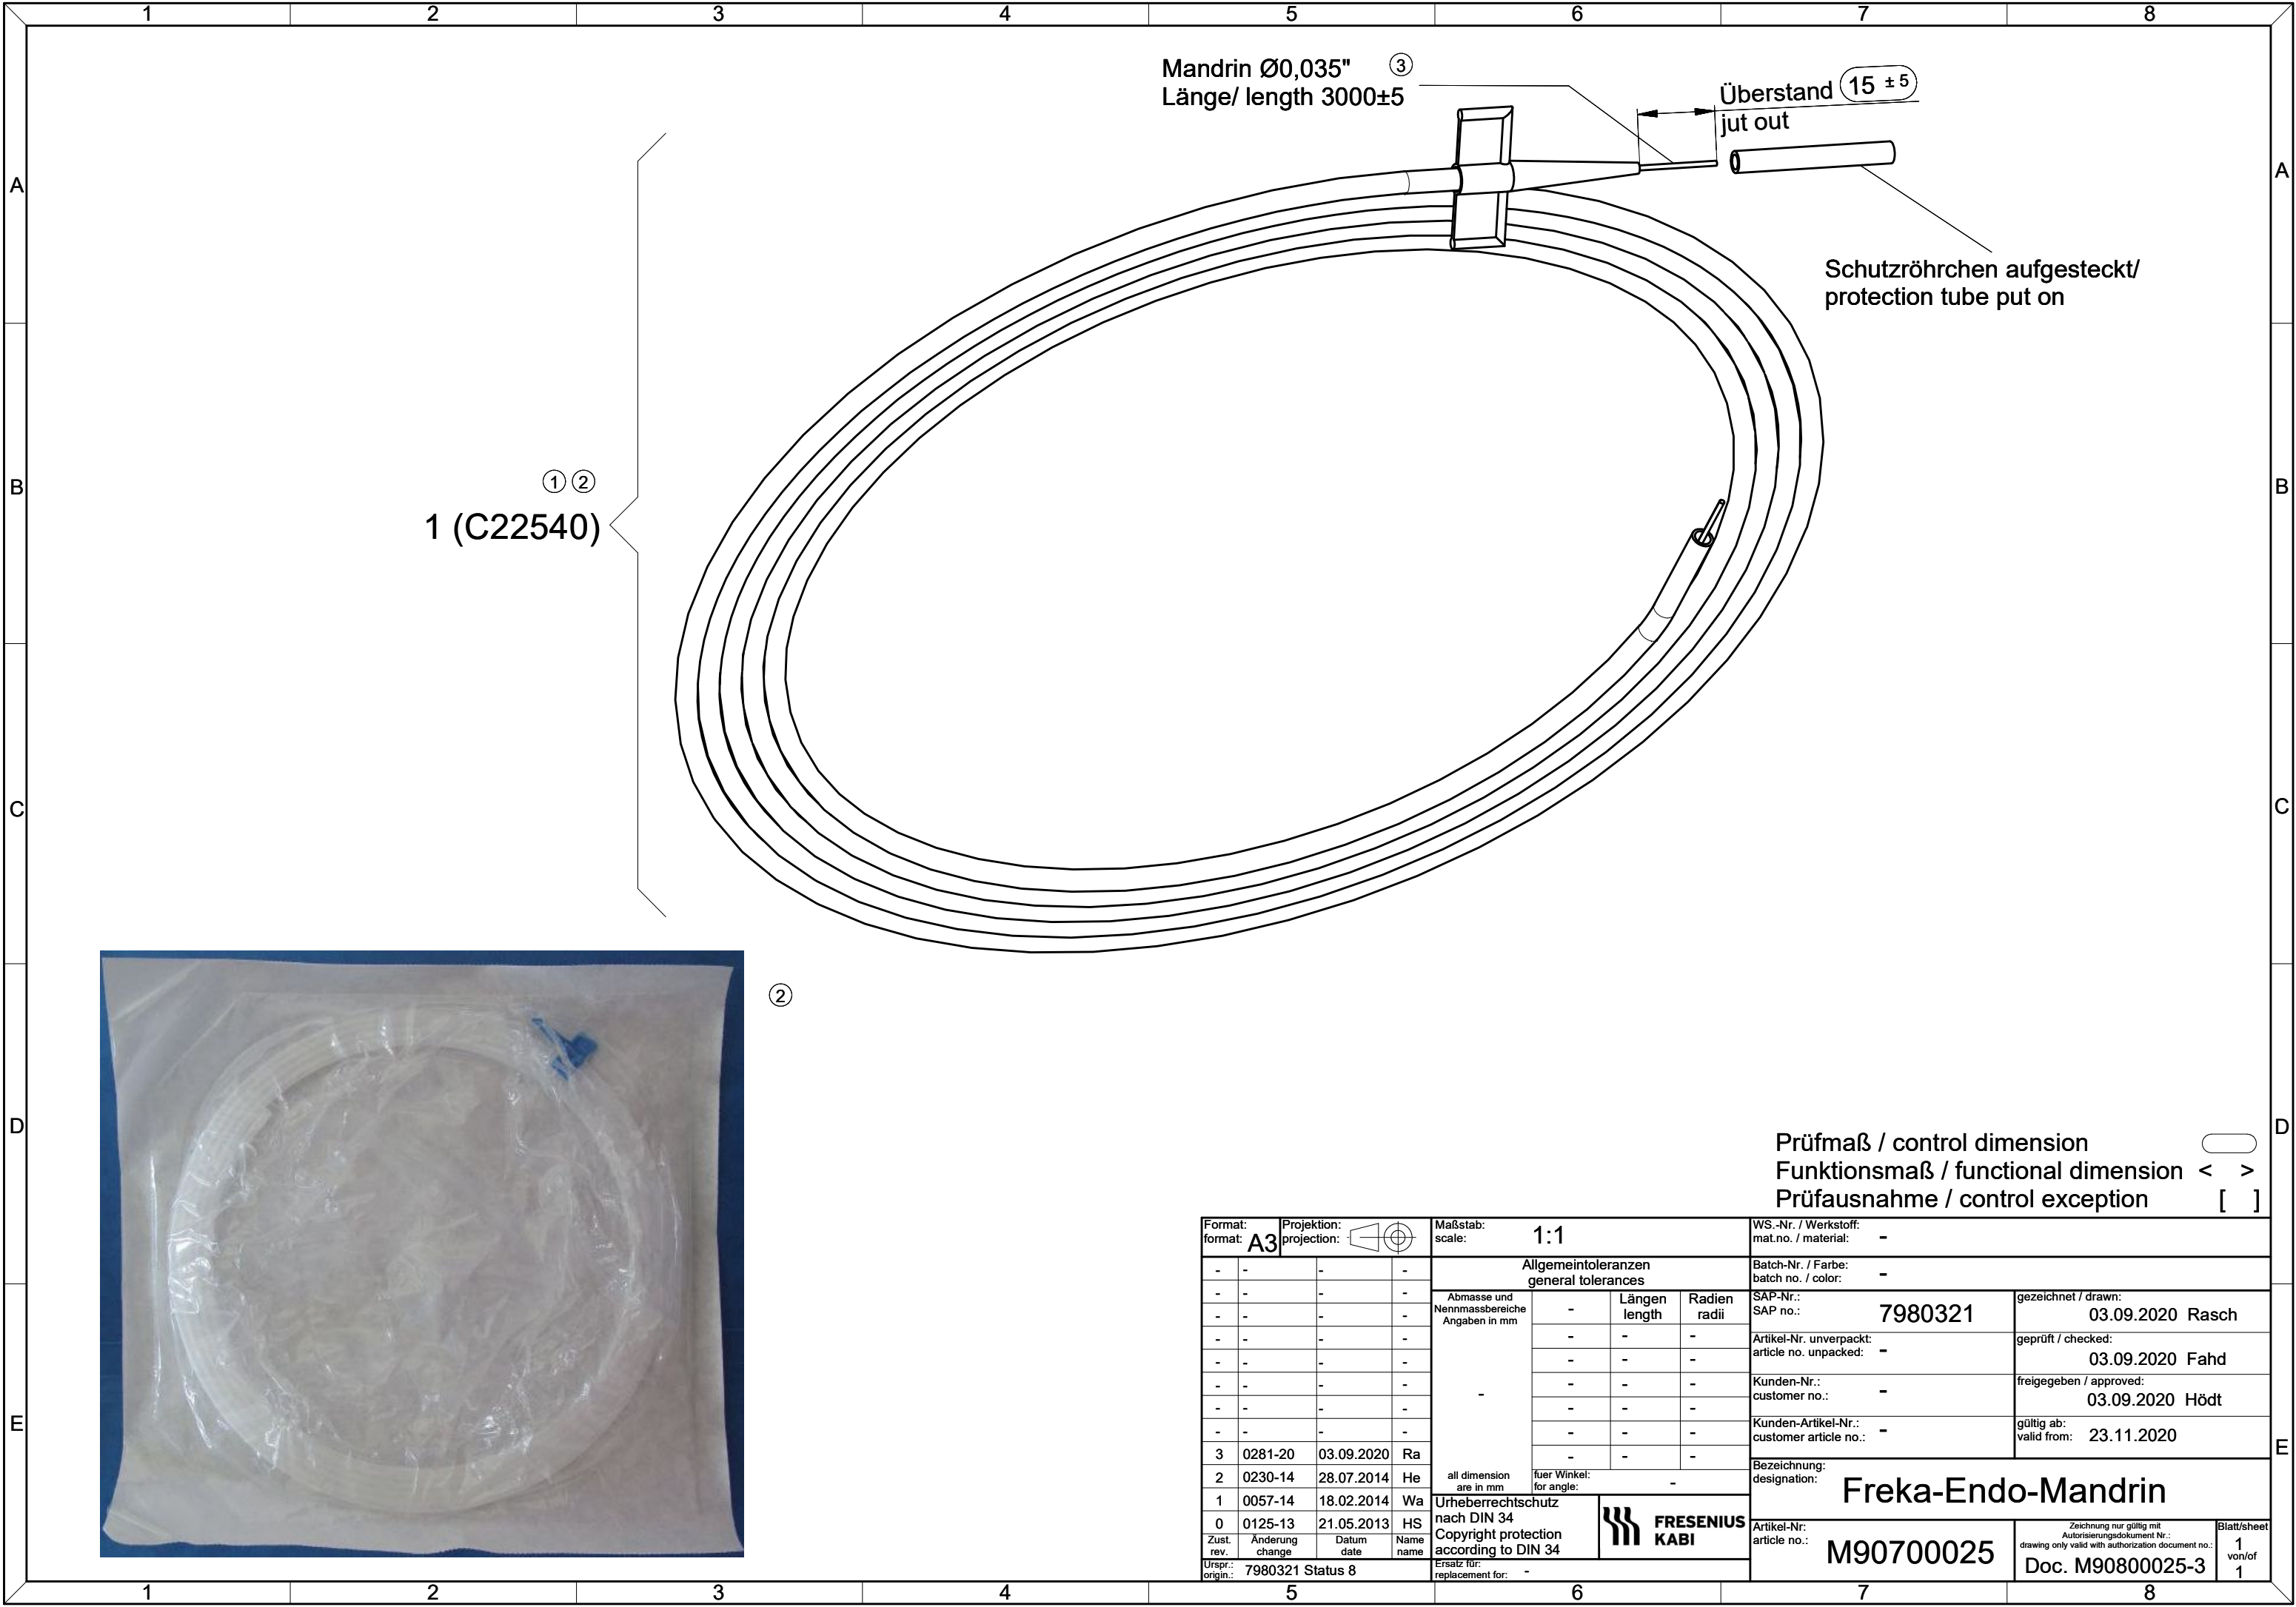 1 2 3 4 5 6 7 8
Mandrin Ø0,035" 3
Länge/ length 3000±5
Überstand 15 ± 5
jut out
A A
Schutzröhrchen aufgesteckt/
protection tube put on
B B
1 2
1 (C22540)
C C
2
D D
Prüfmaß / control dimension
Funktionsmaß / functional dimension < >
Prüfausnahme / control exception [ ]
Format:
format: A3
Projektion:
projection:
Maßstab:
scale: 1:1
WS.-Nr. / Werkstoff:
mat.no. / material: -
Allgemeintoleranzen
general tolerances
Batch-Nr. / Farbe:
batch no. / color: -
- - - -
- - - -
- - - -
- - - -
- - - -
- - - -
- - - -
- - - -
3 0281-20 03.09.2020 Ra
2 0230-14 28.07.2014 He
1 0057-14 18.02.2014 Wa
0 0125-13 21.05.2013 HS
Zust. Änderung Datum Name
rev. change date name
Urspr.:
origin.: 7980321 Status 8
Abmasse und
Nennmassbereiche
Angaben in mm
-
all dimension
are in mm
- Längen Radien
length radii
- - -
- - -
- - -
- - -
- - -
- - -
fuer Winkel:
for angle: -
Urheberrechtschutz
nach DIN 34
Copyright protection
according to DIN 34
FRESENIUS
KABI
Ersatz für:
replacement for: -
SAP-Nr.:
SAP no.: 7980321
gezeichnet / drawn:
03.09.2020 Rasch
Artikel-Nr. unverpackt:
article no. unpacked: -
geprüft / checked:
03.09.2020 Fahd
Kunden-Nr.:
customer no.: -
freigegeben / approved:
03.09.2020 Hödt
Kunden-Artikel-Nr.:
customer article no.: -
gültig ab:
valid from: 23.11.2020
Bezeichnung:
designation: Freka-Endo-Mandrin
Artikel-Nr:
article no.: M90700025
Zeichnung nur gültig mit
Autorisierungsdokument Nr.:
drawing only valid with authorization document no.:
Doc. M90800025-3
Blatt/sheet
1
von/of
1
E E
1 2 3 4 5 6 7 8